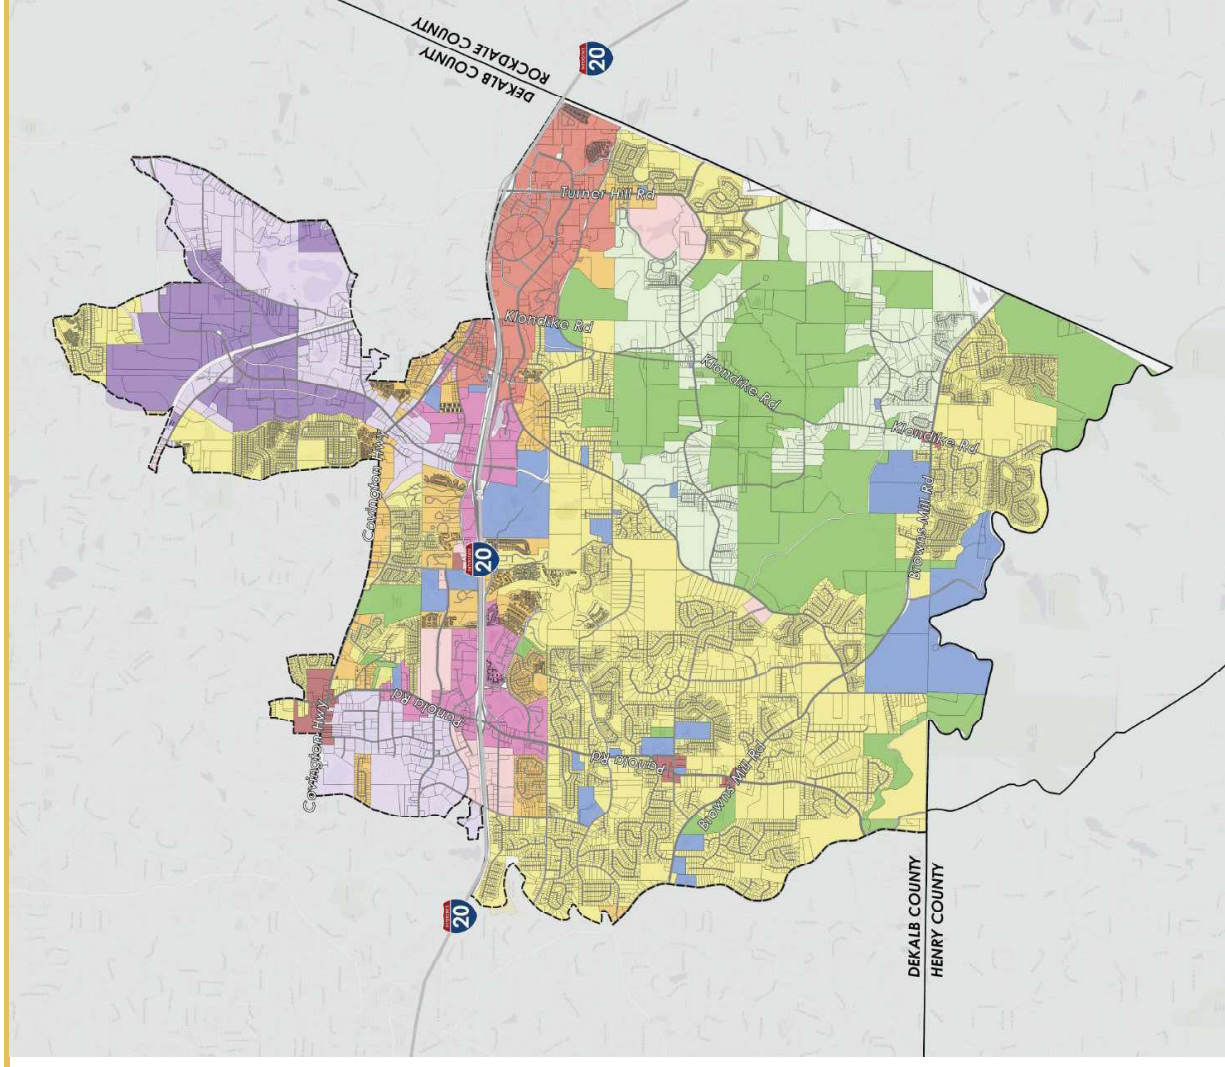 ROCKDALE COUNTY
DEKALB COUNTY
20
Turner Hill Rd
Klondike Rd
Klondike Rd
Klondike Rd
Covington Hwy
20
Browns Mill Rd
Covington Hwy
Panola Rd
Panola Rd
Browns Mill Rd
20
DEKALB COUNTY
HENRY COUNTY